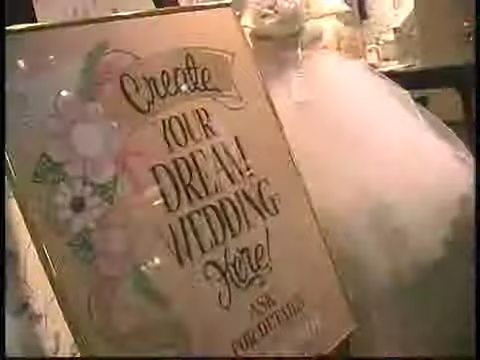 Create
YOUR
DREAM
WEDDING
Here!
ASK
FOR DETAILS